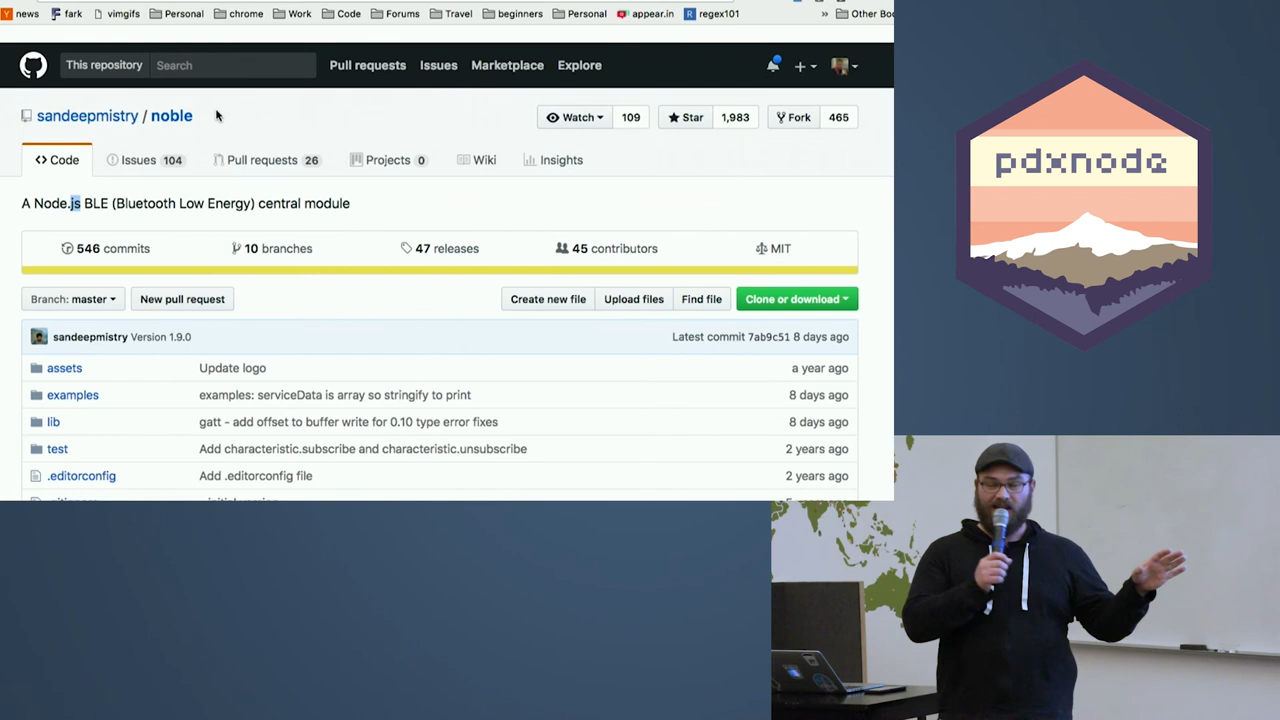 news fark vimgifs Personal chrome Work Code Forums Travel beginners Personal appear.in regex101 » Other Boo
This repository Search Pull requests Issues Marketplace Explore
sandeepmistry / noble
Watch 109 Star 1,983 Fork 465
Code Issues 104 Pull requests 26 Projects 0 Wiki Insights
A Node.js BLE (Bluetooth Low Energy) central module
546 commits 10 branches 47 releases 45 contributors MIT
Branch: master New pull request Create new file Upload files Find file Clone or download
sandeepmistry Version 1.9.0 Latest commit 7ab9c51 8 days ago
assets Update logo a year ago
examples examples: serviceData is array so stringify to print 8 days ago
lib gatt - add offset to buffer write for 0.10 type error fixes 8 days ago
test Add characteristic.subscribe and characteristic.unsubscribe 2 years ago
.editorconfig Add .editorconfig file 2 years ago
pdxnode